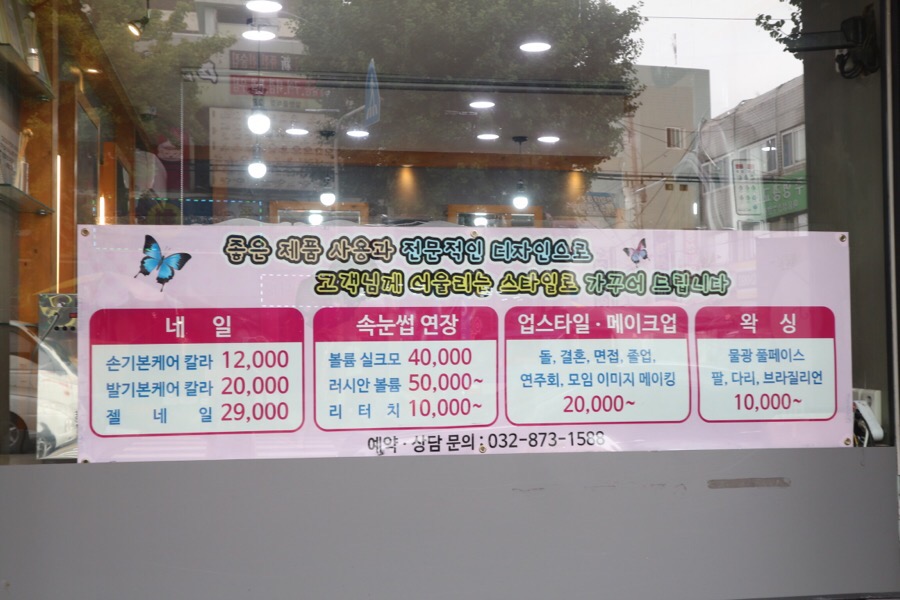 좁은 제품 사용과 전문적인 디자인으로
고객님께 어울리는 스타일로 가꾸어 드립니다
네 일
손기본케어 칼라 12,000
발기본케어 칼라 20,000
젤 네 일 29,000
속눈썹 연장
볼륨 실크모 40,000
러시안 볼륨 50,000~
리 터 치 10,000~
업스타일·메이크업
돌, 결혼, 면접, 졸업,
연주회, 모임 이미지 메이킹
20,000~
왁 싱
물광 풀페이스
팔, 다리, 브라질리언
10,000~
예약·상담 문의 : 032-873-1588